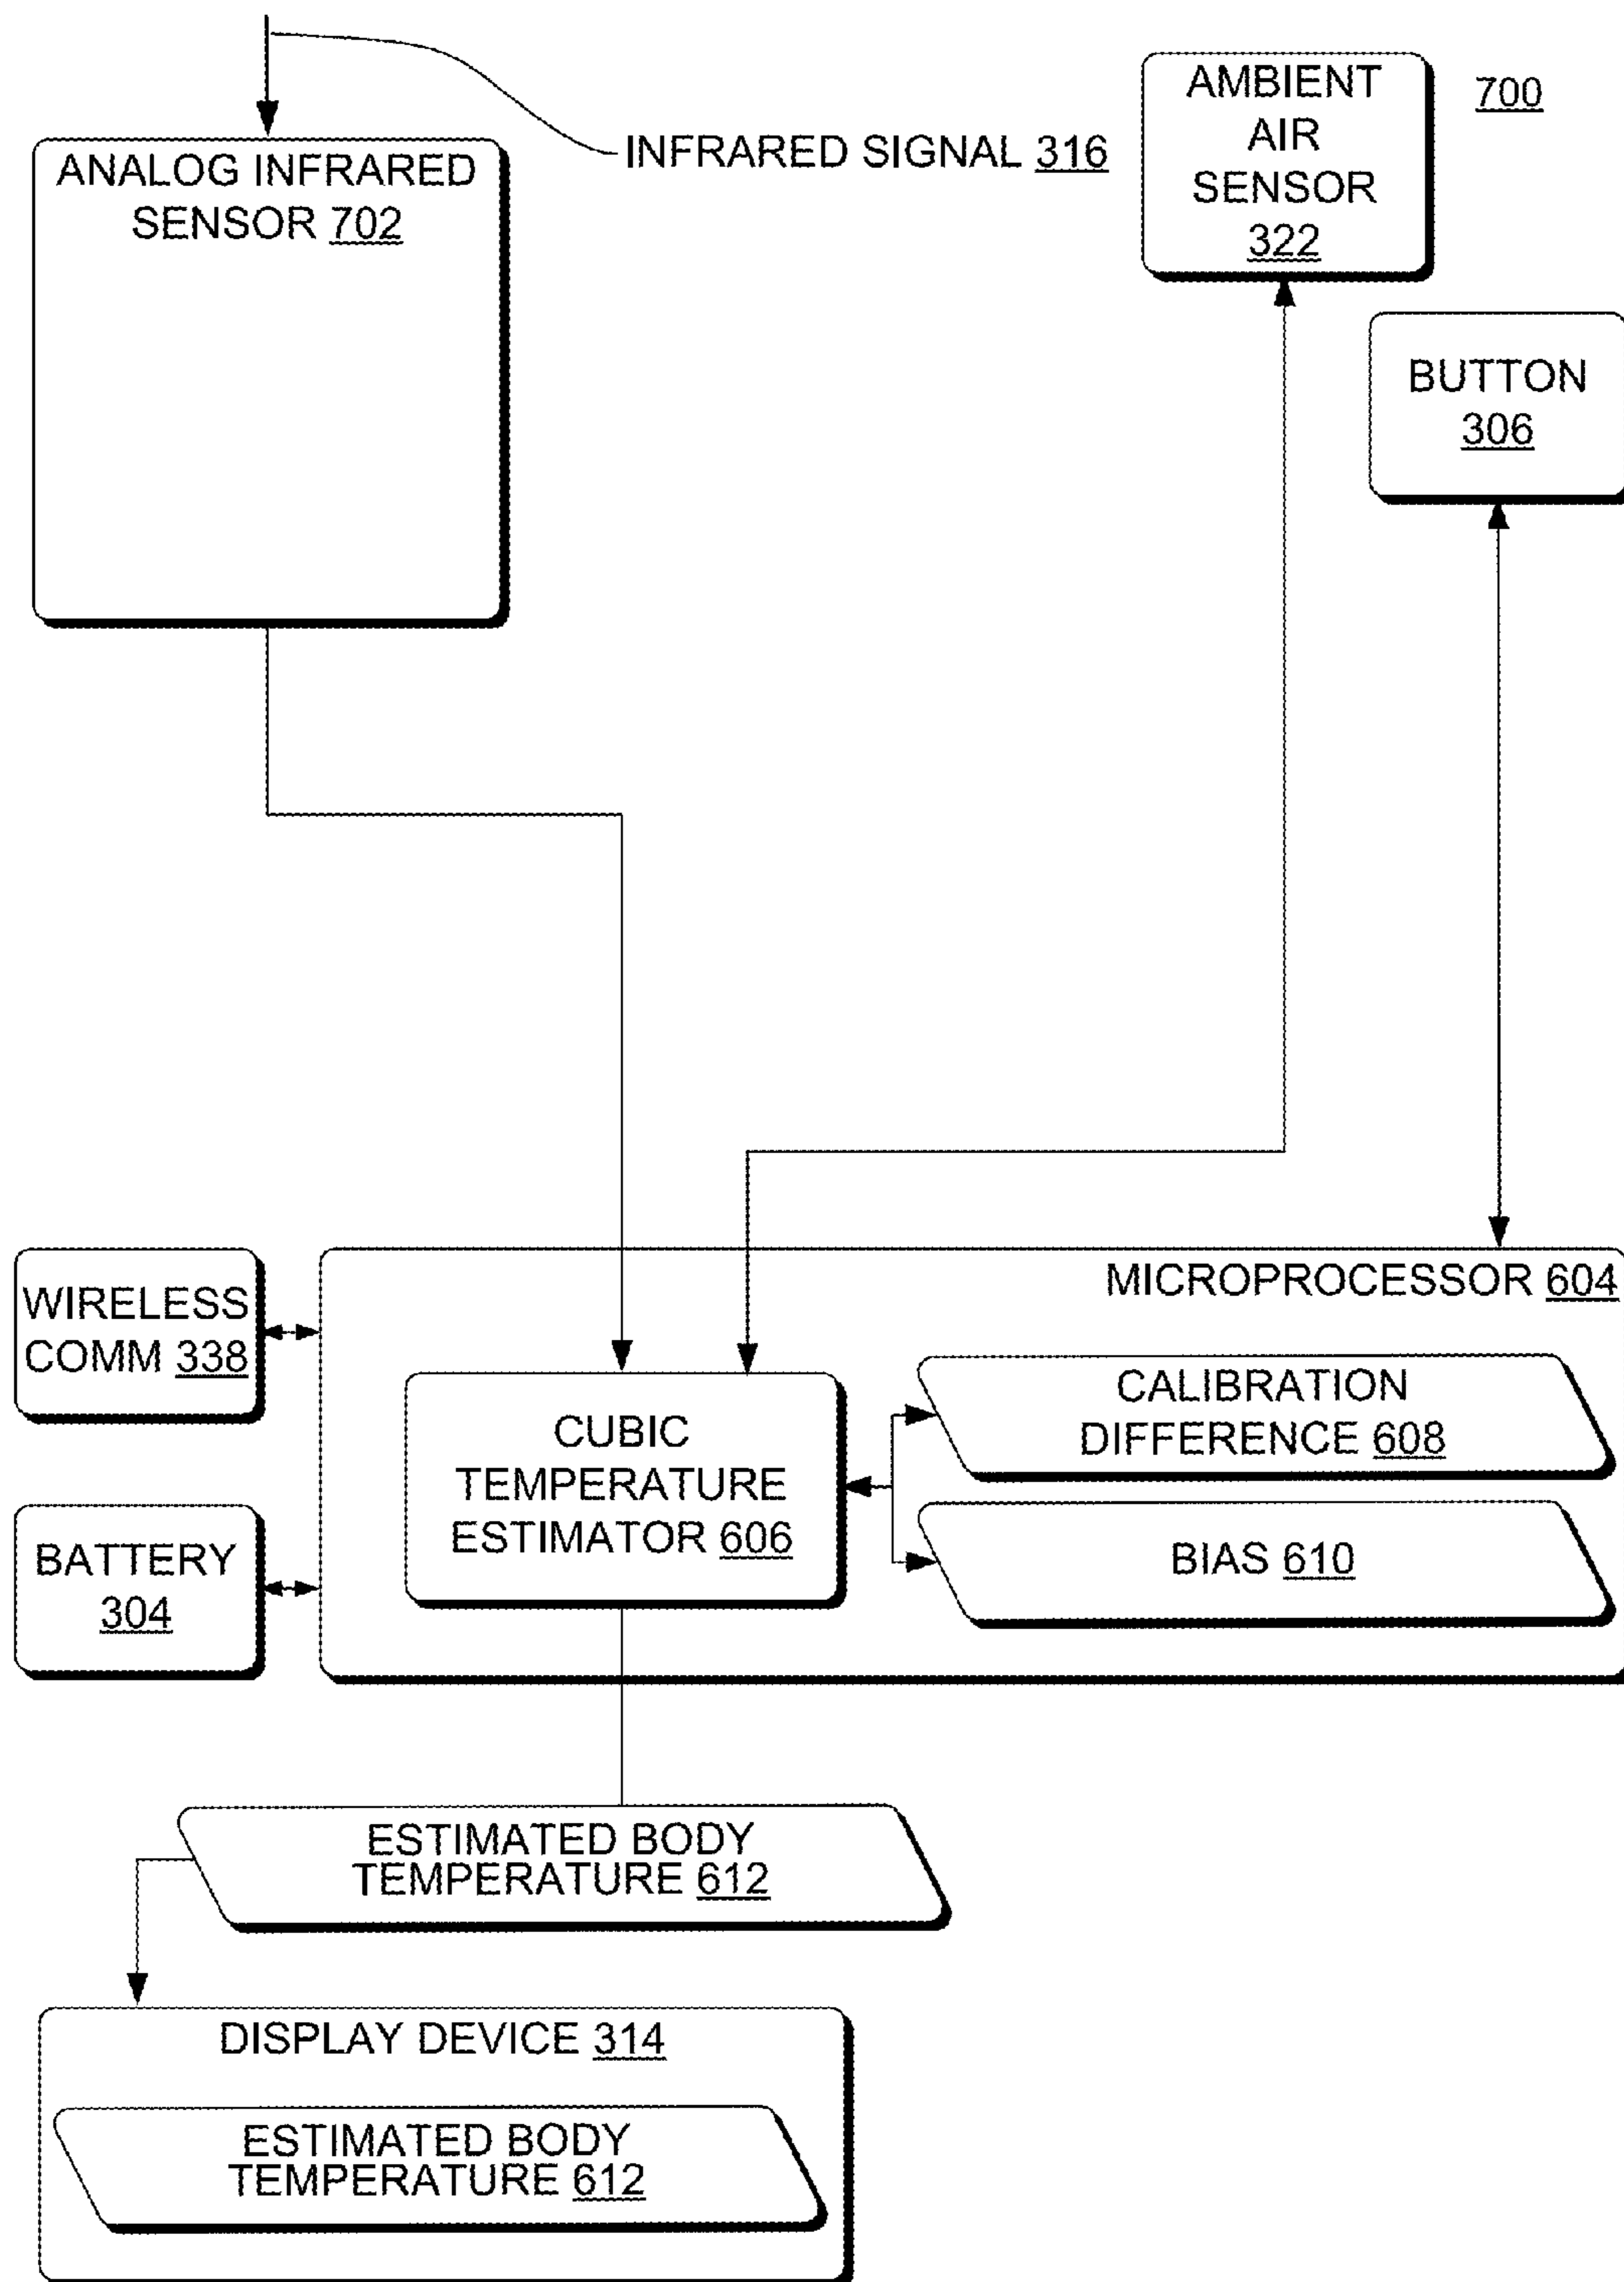 ANALOG INFRARED
SENSOR 702
INFRARED SIGNAL 316
AMBIENT
AIR
SENSOR
322
700
BUTTON
306
WIRELESS
COMM 338
BATTERY
304
MICROPROCESSOR 604
CUBIC
TEMPERATURE
ESTIMATOR 606
CALIBRATION
DIFFERENCE 608
BIAS 610
ESTIMATED BODY
TEMPERATURE 612
DISPLAY DEVICE 314
ESTIMATED BODY
TEMPERATURE 612